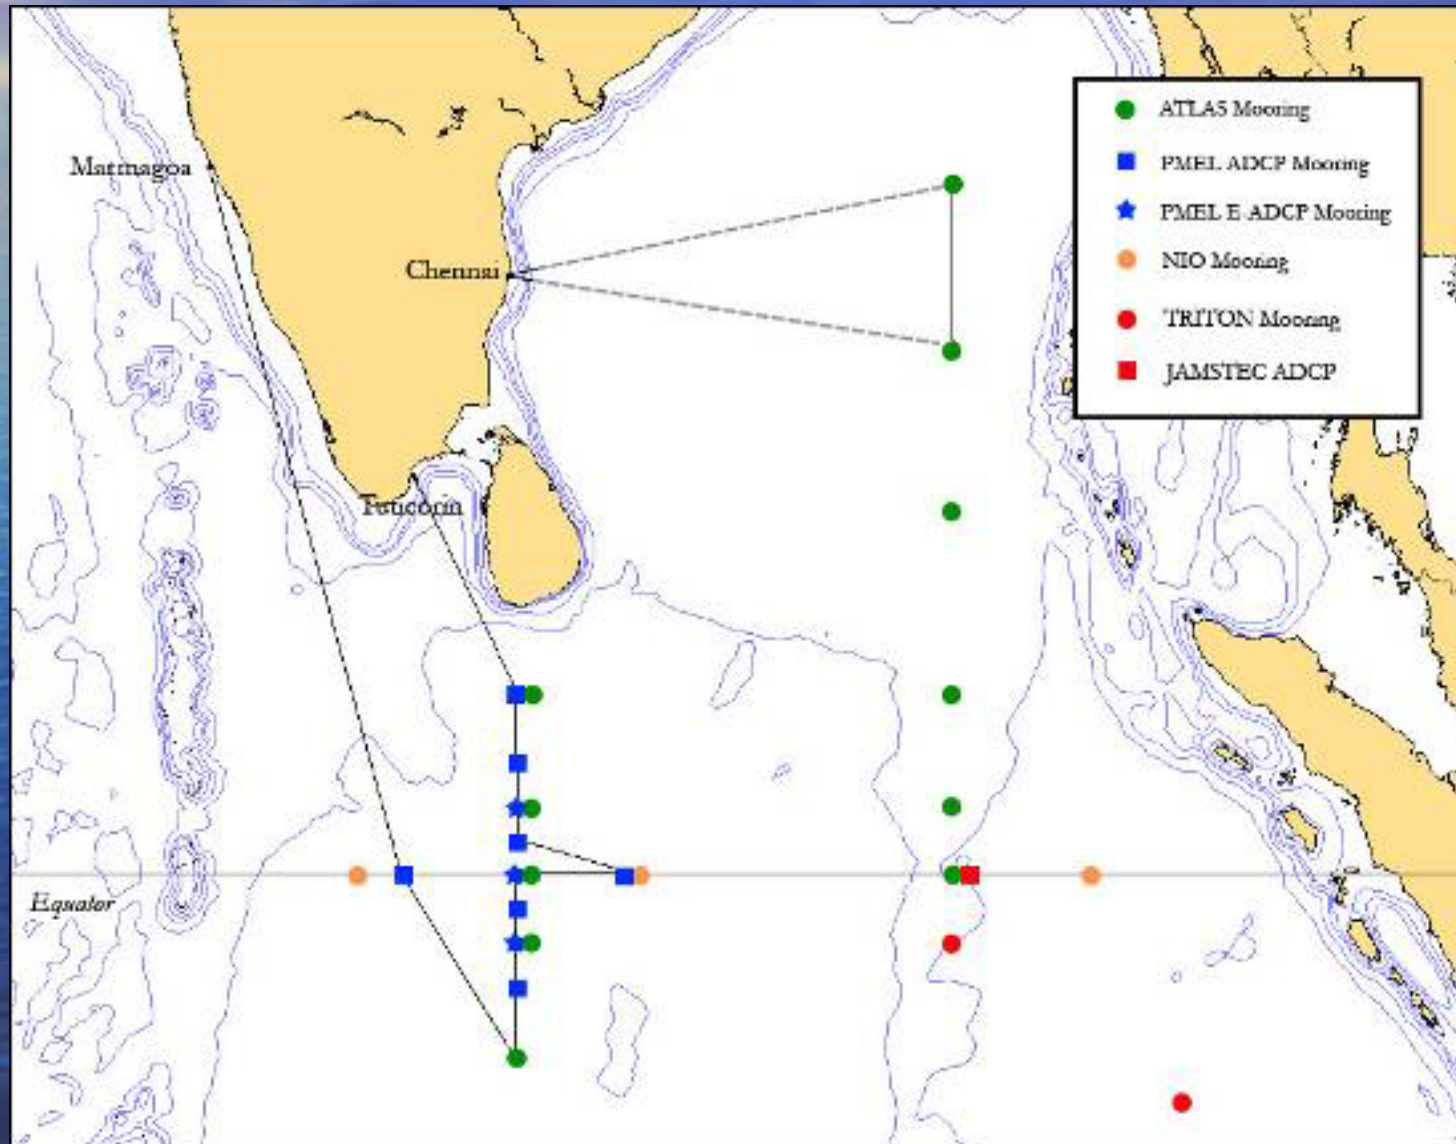 Marmagoa
Chennai
Tuticorin
Equator
ATLAS Mooring
PMEL ADCP Mooring
PMEL E-ADCP Mooring
NIO Mooring
TRITON Mooring
JAMSTEC ADCP